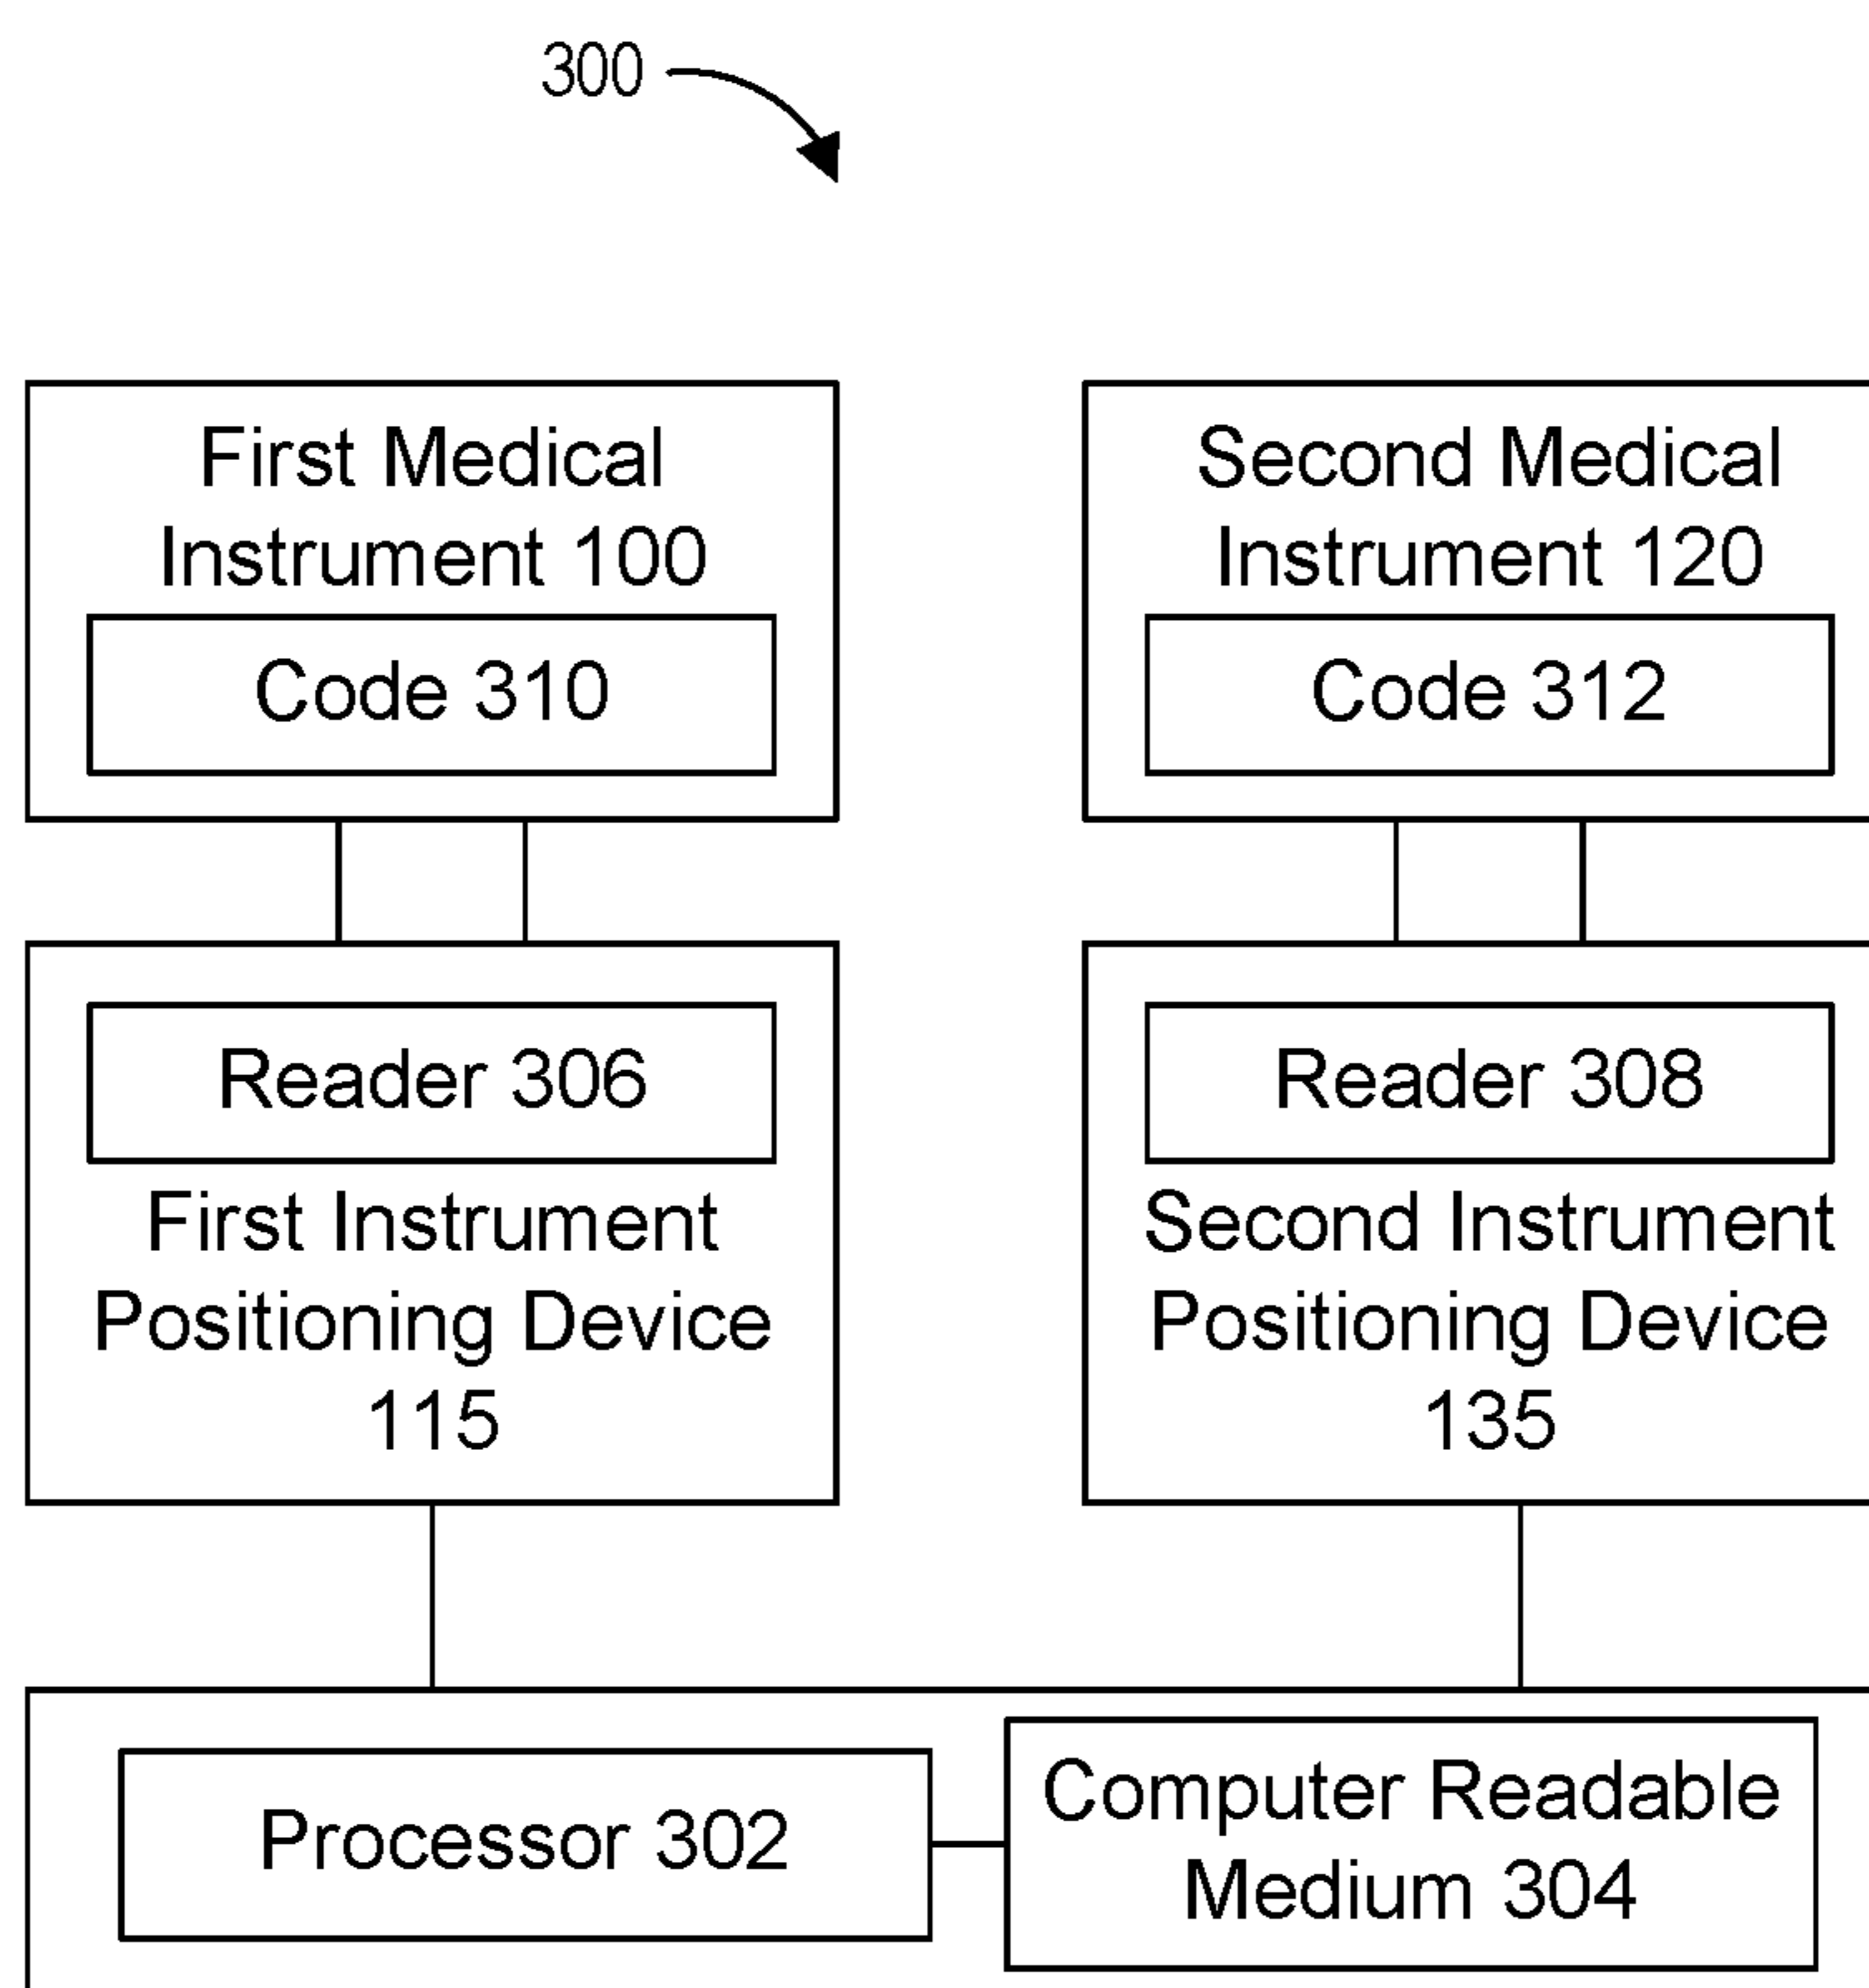 300
First Medical
Instrument 100
Code 310
Second Medical
Instrument 120
Code 312
Reader 306
First Instrument
Positioning Device
115
Reader 308
Second Instrument
Positioning Device
135
Processor 302
Computer Readable
Medium 304